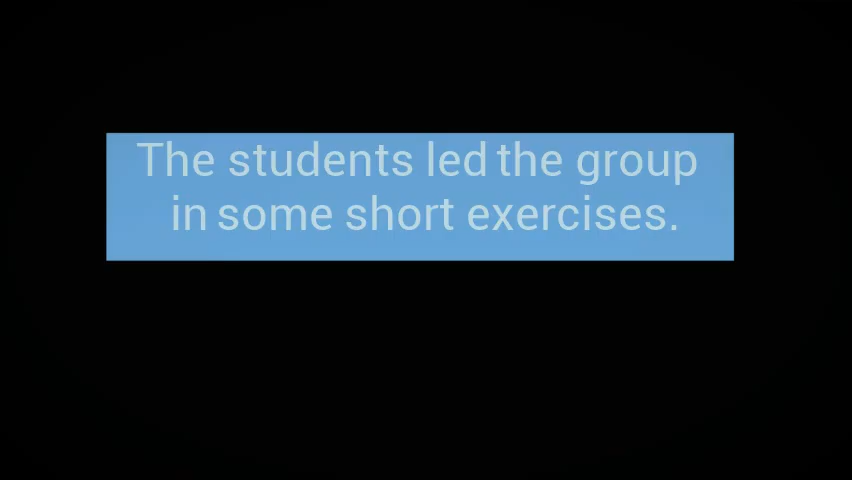 The students led the group
in some short exercises.